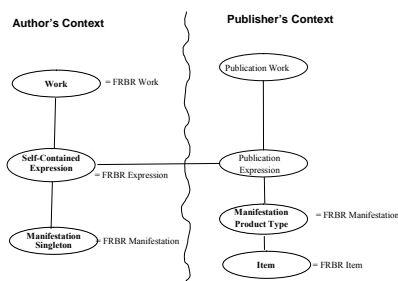 Author's Context
Publisher's Context
Work
= FRBR Work
Publication Work
Self-Contained
Expression
= FRBR Expression
Publication
Expression
Manifestation
Product Type
= FRBR Manifestation
Manifestation
Singleton
= FRBR Manifestation
Item
= FRBR Item